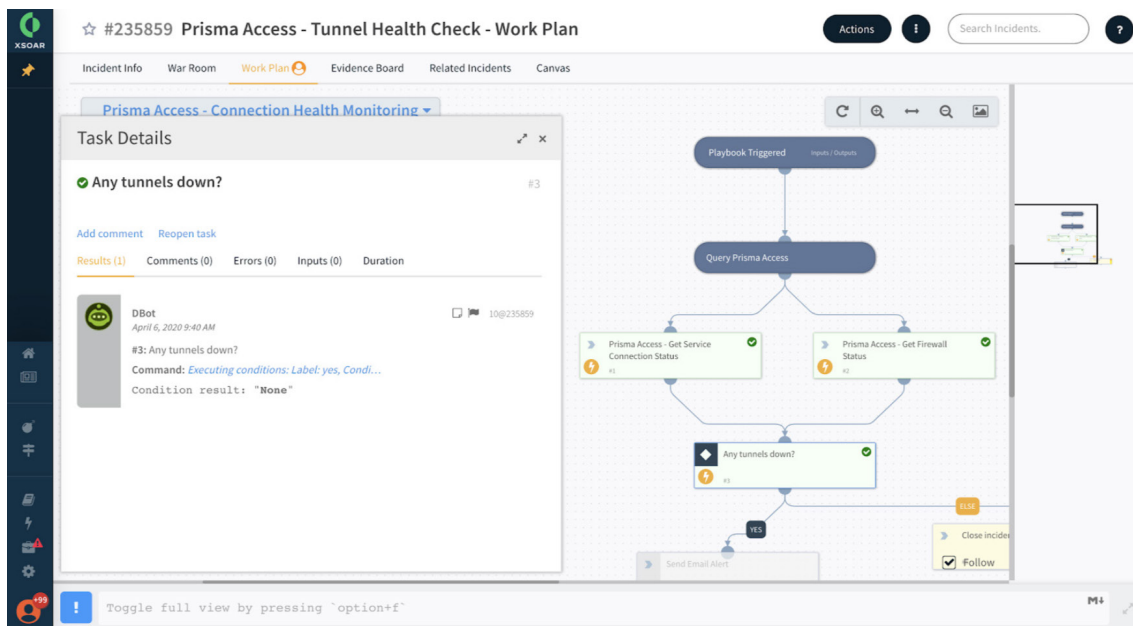 XSOAR
#235859 Prisma Access - Tunnel Health Check - Work Plan
Actions
Search Incidents.
?
Incident Info
War Room
Work Plan
Evidence Board
Related Incidents
Canvas
Prisma Access - Connection Health Monitoring
Task Details
Any tunnels down?
#3
Add comment
Reopen task
Results (1)
Comments (0)
Errors (0)
Inputs (0)
Duration
DBot
April 6, 2020 9:40 AM
10@235859
#3: Any tunnels down?
Command: Executing conditions: Label: yes, Condi…
Condition result: "None"
Playbook Triggered
Inputs / Outputs
Query Prisma Access
Prisma Access - Get Service
Connection Status
#1
Prisma Access - Get Firewall
Status
#2
Any tunnels down?
#3
YES
ELSE
Send Email Alert
Close incider
Follow
+99
!
Toggle full view by pressing `option+f`
M↓